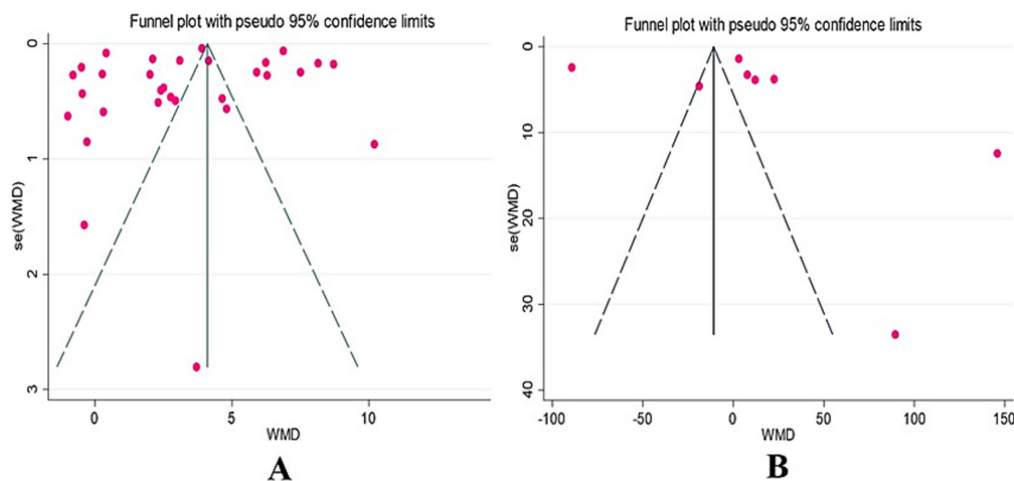 Funnel plot with pseudo 95% confidence limits
0
1
2
3
se(WMD)
0 5 10
WMD
A
Funnel plot with pseudo 95% confidence limits
0
10
20
30
40
se(WMD)
-100 -50 0 50 100 150
WMD
B